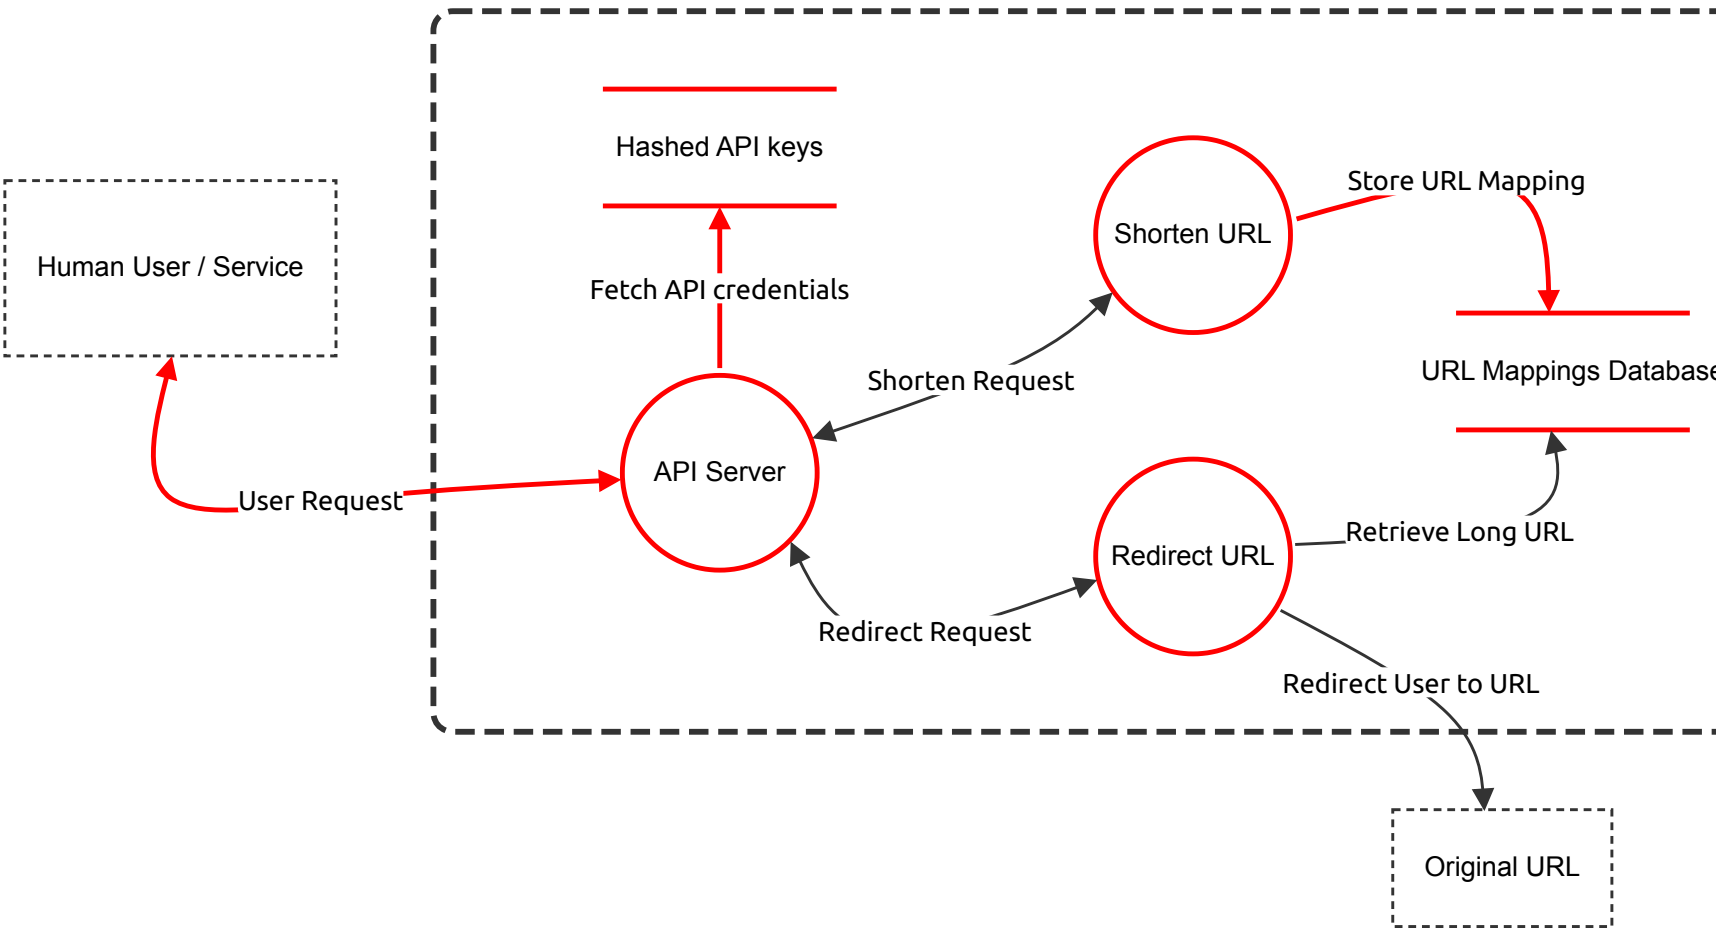 Hashed API keys
Human User / Service
Fetch API credentials
Shorten URL
Store URL Mapping
Shorten Request
URL Mappings Database
User Request
API Server
Redirect URL
Retrieve Long URL
Redirect Request
Redirect User to URL
Original URL